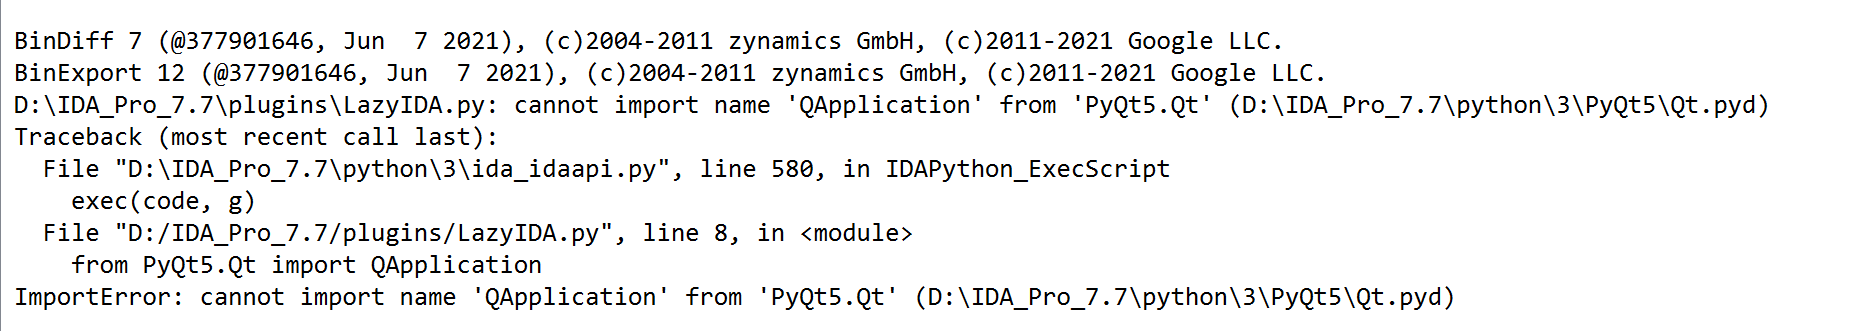 BinDiff 7 (@377901646, Jun  7 2021), (c)2004-2011 zynamics GmbH, (c)2011-2021 Google LLC.
BinExport 12 (@377901646, Jun  7 2021), (c)2004-2011 zynamics GmbH, (c)2011-2021 Google LLC.
D:\IDA_Pro_7.7\plugins\LazyIDA.py: cannot import name 'QApplication' from 'PyQt5.Qt' (D:\IDA_Pro_7.7\python\3\PyQt5\Qt.pyd)
Traceback (most recent call last):
  File "D:\IDA_Pro_7.7\python\3\ida_idaapi.py", line 580, in IDAPython_ExecScript
    exec(code, g)
  File "D:/IDA_Pro_7.7/plugins/LazyIDA.py", line 8, in <module>
    from PyQt5.Qt import QApplication
ImportError: cannot import name 'QApplication' from 'PyQt5.Qt' (D:\IDA_Pro_7.7\python\3\PyQt5\Qt.pyd)